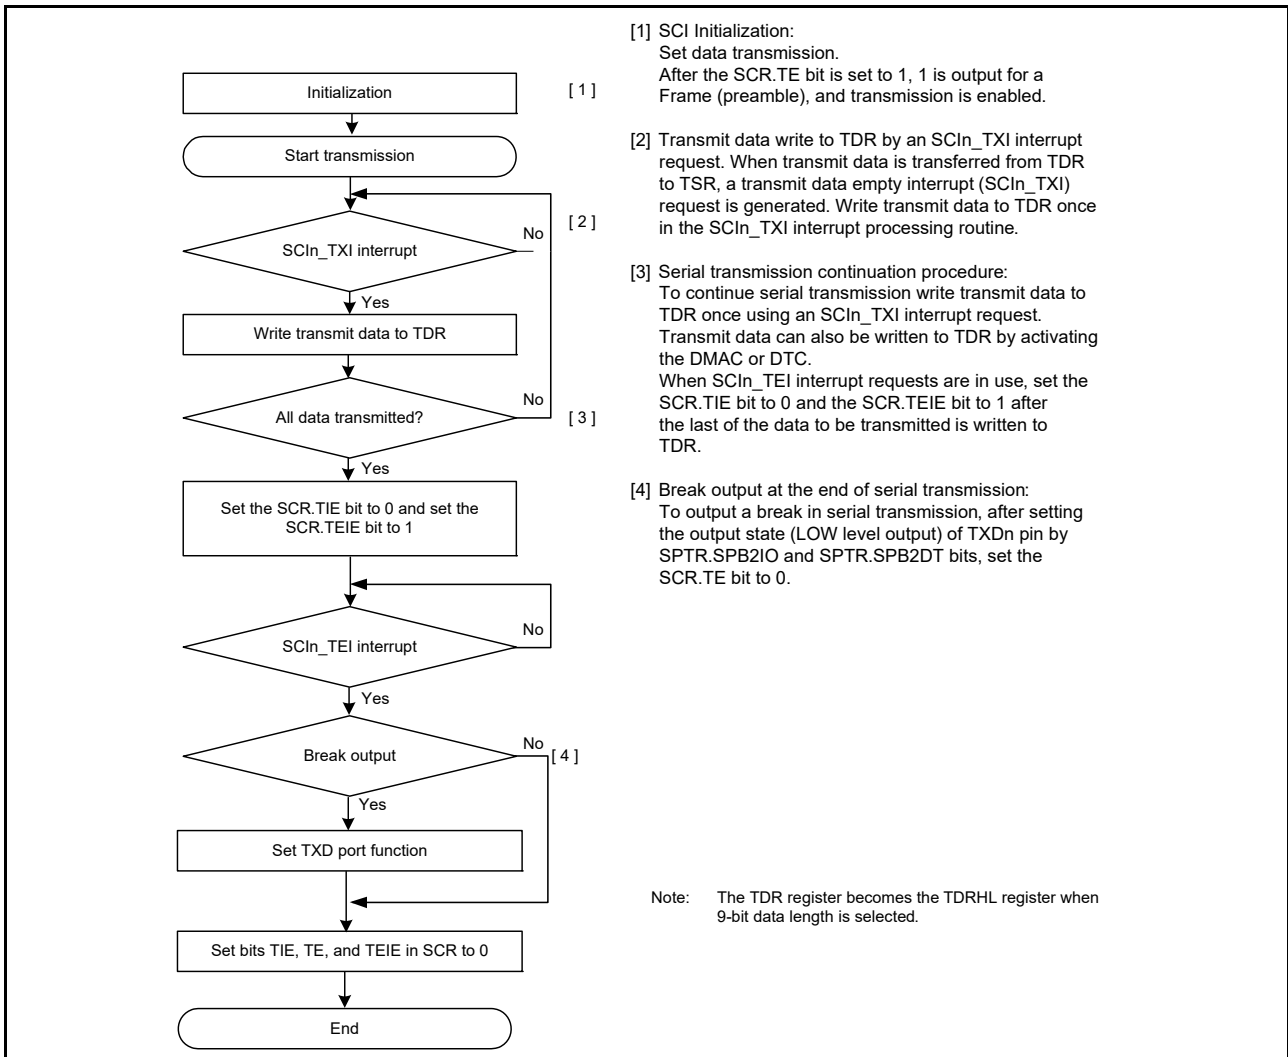 Initialization
[ 1 ]
Start transmission
SCIn_TXI interrupt
No
[ 2 ]
Yes
Write transmit data to TDR
All data transmitted?
No
[ 3 ]
Yes
Set the SCR.TIE bit to 0 and set the
SCR.TEIE bit to 1
SCIn_TEI interrupt
No
Yes
Break output
No
[ 4 ]
Yes
Set TXD port function
Set bits TIE, TE, and TEIE in SCR to 0
End
[1] SCI Initialization:
Set data transmission.
After the SCR.TE bit is set to 1, 1 is output for a
Frame (preamble), and transmission is enabled.
[2] Transmit data write to TDR by an SCIn_TXI interrupt
request. When transmit data is transferred from TDR
to TSR, a transmit data empty interrupt (SCIn_TXI)
request is generated. Write transmit data to TDR once
in the SCIn_TXI interrupt processing routine.
[3] Serial transmission continuation procedure:
To continue serial transmission write transmit data to
TDR once using an SCIn_TXI interrupt request.
Transmit data can also be written to TDR by activating
the DMAC or DTC.
When SCIn_TEI interrupt requests are in use, set the
SCR.TIE bit to 0 and the SCR.TEIE bit to 1 after
the last of the data to be transmitted is written to
TDR.
[4] Break output at the end of serial transmission:
To output a break in serial transmission, after setting
the output state (LOW level output) of TXDn pin by
SPTR.SPB2IO and SPTR.SPB2DT bits, set the
SCR.TE bit to 0.
Note: The TDR register becomes the TDRHL register when
9-bit data length is selected.